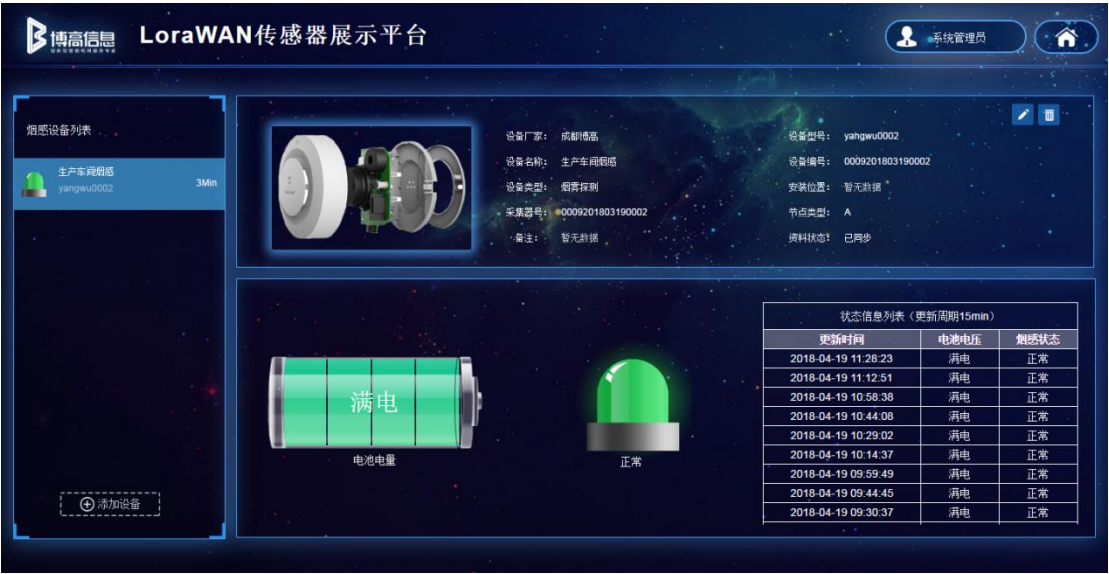 博高信息
LoraWAN传感器展示平台
系统管理员
烟感设备列表
生产车间烟感
yangwu0002
3Min
添加设备
设备厂家： 成都博高
设备型号： yangwu0002
设备名称： 生产车间烟感
设备编号： 0009201803190002
设备类型： 烟雾探测
安装位置： 暂无数据
采集器号： 0009201803190002
节点类型： A
备注： 暂无数据
资料状态： 已同步
满电
电池电量
正常
状态信息列表（更新周期15min）
更新时间 电池电压 烟感状态
2018-04-19 11:28:23 满电 正常
2018-04-19 11:12:51 满电 正常
2018-04-19 10:58:38 满电 正常
2018-04-19 10:44:08 满电 正常
2018-04-19 10:29:02 满电 正常
2018-04-19 10:14:37 满电 正常
2018-04-19 09:59:49 满电 正常
2018-04-19 09:44:45 满电 正常
2018-04-19 09:30:37 满电 正常